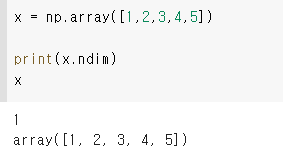 x = np.array([1,2,3,4,5])
print(x.ndim)
x
1
array([1, 2, 3, 4, 5])